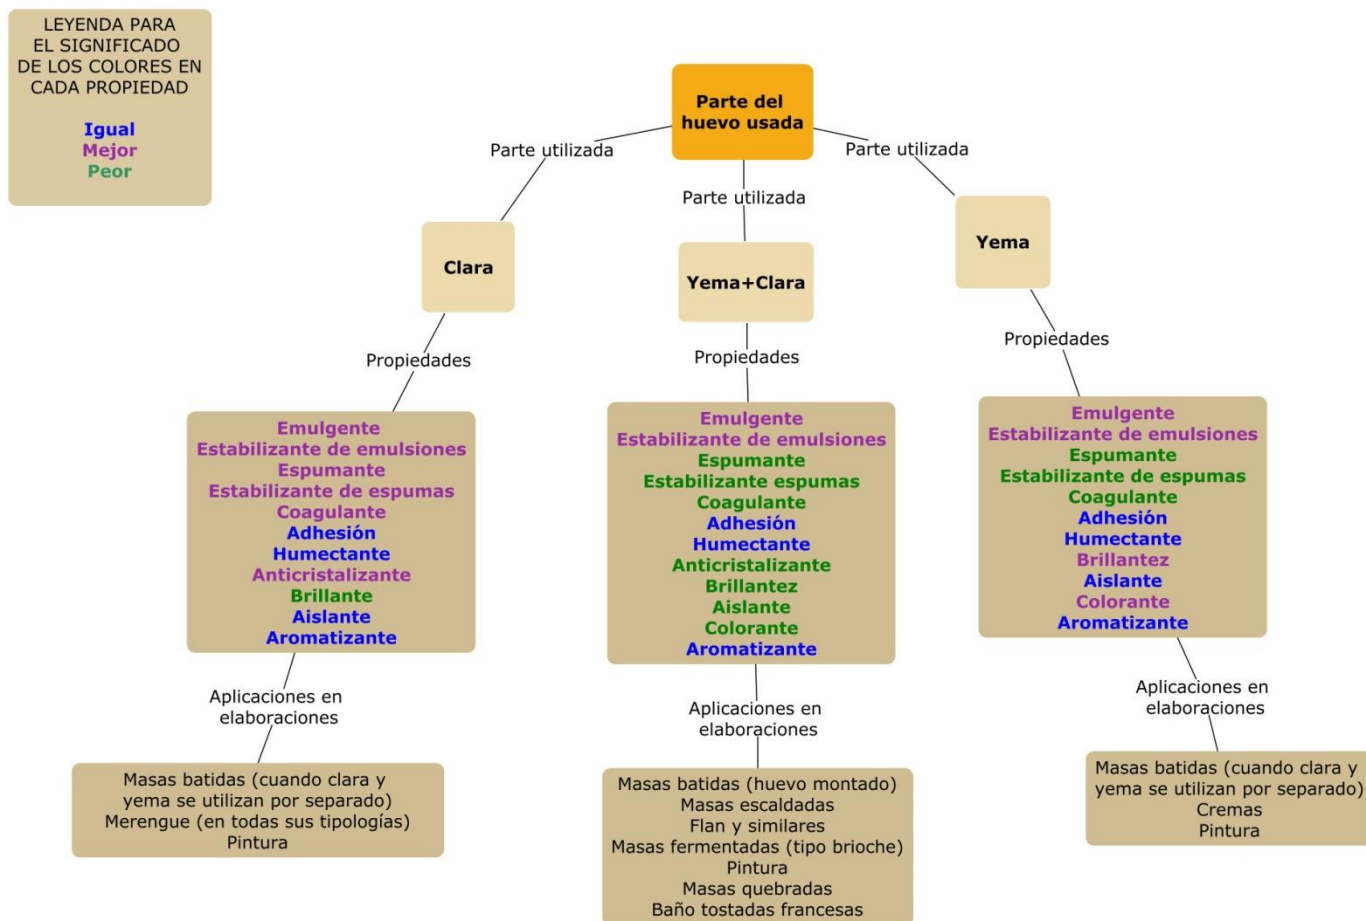 LEYENDA PARA
EL SIGNIFICADO
DE LOS COLORES EN
CADA PROPIEDAD
Igual
Mejor
Peor
Parte del
huevo usada
Parte utilizada
Parte utilizada
Parte utilizada
Clara
Yema+Clara
Yema
Propiedades
Propiedades
Propiedades
Emulgente
Estabilizante de emulsiones
Espumante
Estabilizante de espumas
Coagulante
Adhesión
Humectante
Anticristalizante
Brillante
Aislante
Aromatizante
Emulgente
Estabilizante de emulsiones
Espumante
Estabilizante espumas
Coagulante
Adhesión
Humectante
Anticristalizante
Brillantez
Aislante
Colorante
Aromatizante
Emulgente
Estabilizante de emulsiones
Espumante
Estabilizante de espumas
Coagulante
Adhesión
Humectante
Brillantez
Aislante
Colorante
Aromatizante
Aplicaciones en
elaboraciones
Aplicaciones en
elaboraciones
Aplicaciones en
elaboraciones
Masas batidas (cuando clara y
yema se utilizan por separado)
Merengue (en todas sus tipologías)
Pintura
Masas batidas (huevo montado)
Masas escaldadas
Flan y similares
Masas fermentadas (tipo brioche)
Pintura
Masas quebradas
Baño tostadas francesas
Masas batidas (cuando clara y
yema se utilizan por separado)
Cremas
Pintura